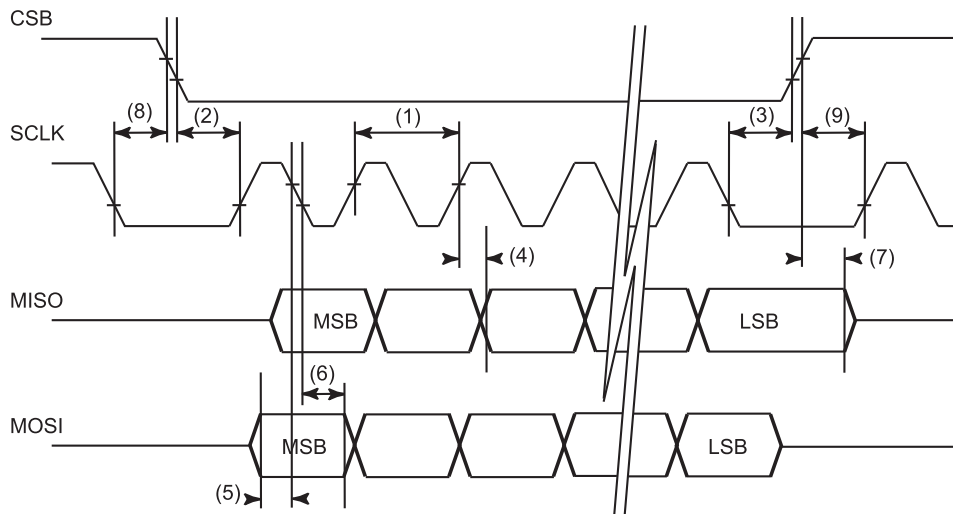 CSB
(8) (2) (1) (3) (9)
SCLK
(4) (7)
MISO MSB LSB
(6)
MOSI MSB LSB
(5)